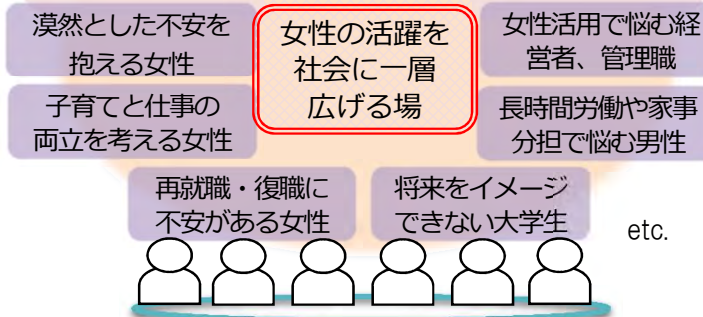 漠然とした不安を
抱える女性
女性の活躍を
社会に一層
広げる場
女性活用で悩む経
営者、管理職
子育てと仕事の
両立を考える女性
長時間労働や家事
分担で悩む男性
再就職・復職に
不安がある女性
将来をイメージ
できない大学生
etc.